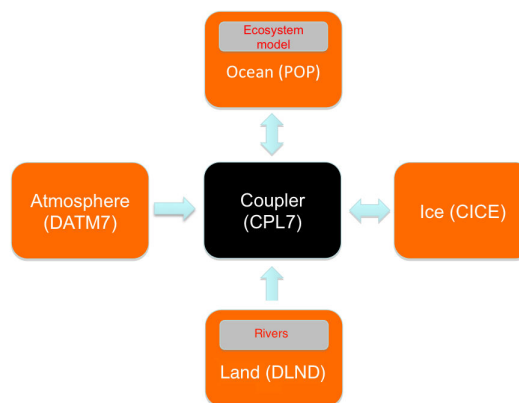 Ecosystem
model
Ocean (POP)
Atmosphere
(DATM7)
Coupler
(CPL7)
Ice (CICE)
Rivers
Land (DLND)